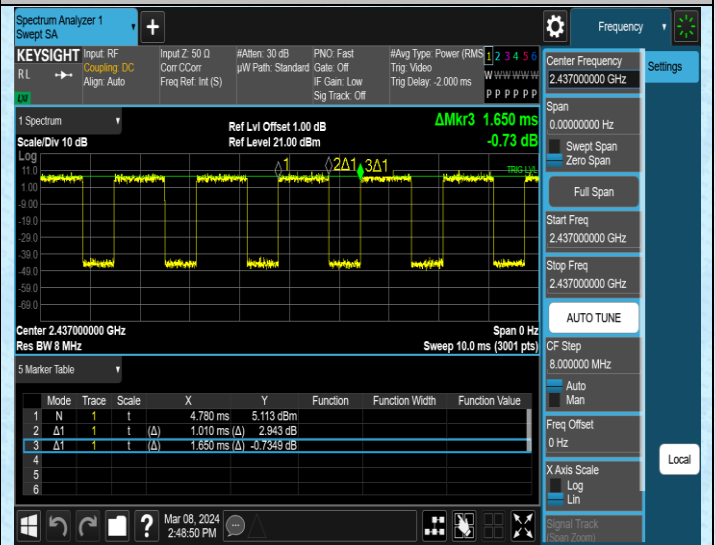 Spectrum Analyzer 1
Swept SA
+
Frequency
KEYSIGHT
RL
LXI
Input: RF
Coupling: DC
Align: Auto
Input Z: 50 Ω
Corr CCorr
Freq Ref: Int (S)
#Atten: 30 dB
µW Path: Standard
PNO: Fast
Gate: Off
IF Gain: Low
Sig Track: Off
#Avg Type: Power (RMS
Trig: Video
Trig Delay: -2.000 ms
1 2 3 4 5 6
W W W W W W
P P P P P P
1 Spectrum
Scale/Div 10 dB
Ref Lvl Offset 1.00 dB
Ref Level 21.00 dBm
ΔMkr3 1.650 ms
-0.73 dB
Log
11.0
1.00
-9.00
-19.0
-29.0
-39.0
-49.0
-59.0
-69.0
1
2Δ1
3Δ1
TRIG LVL
Center 2.437000000 GHz
Res BW 8 MHz
Span 0 Hz
Sweep 10.0 ms (3001 pts)
5 Marker Table
Mode Trace Scale X Y Function Function Width Function Value
1 N 1 t 4.780 ms 5.113 dBm
2 Δ1 1 t (Δ) 1.010 ms (Δ) 2.943 dB
3 Δ1 1 t (Δ) 1.650 ms (Δ) -0.7349 dB
4
5
6
Mar 08, 2024
2:48:50 PM
?
Center Frequency
2.437000000 GHz
Settings
Span
0.00000000 Hz
Swept Span
Zero Span
Full Span
Start Freq
2.437000000 GHz
Stop Freq
2.437000000 GHz
AUTO TUNE
CF Step
8.000000 MHz
Auto
Man
Freq Offset
0 Hz
X Axis Scale
Log
Lin
Local
Signal Track
(Span Zoom)